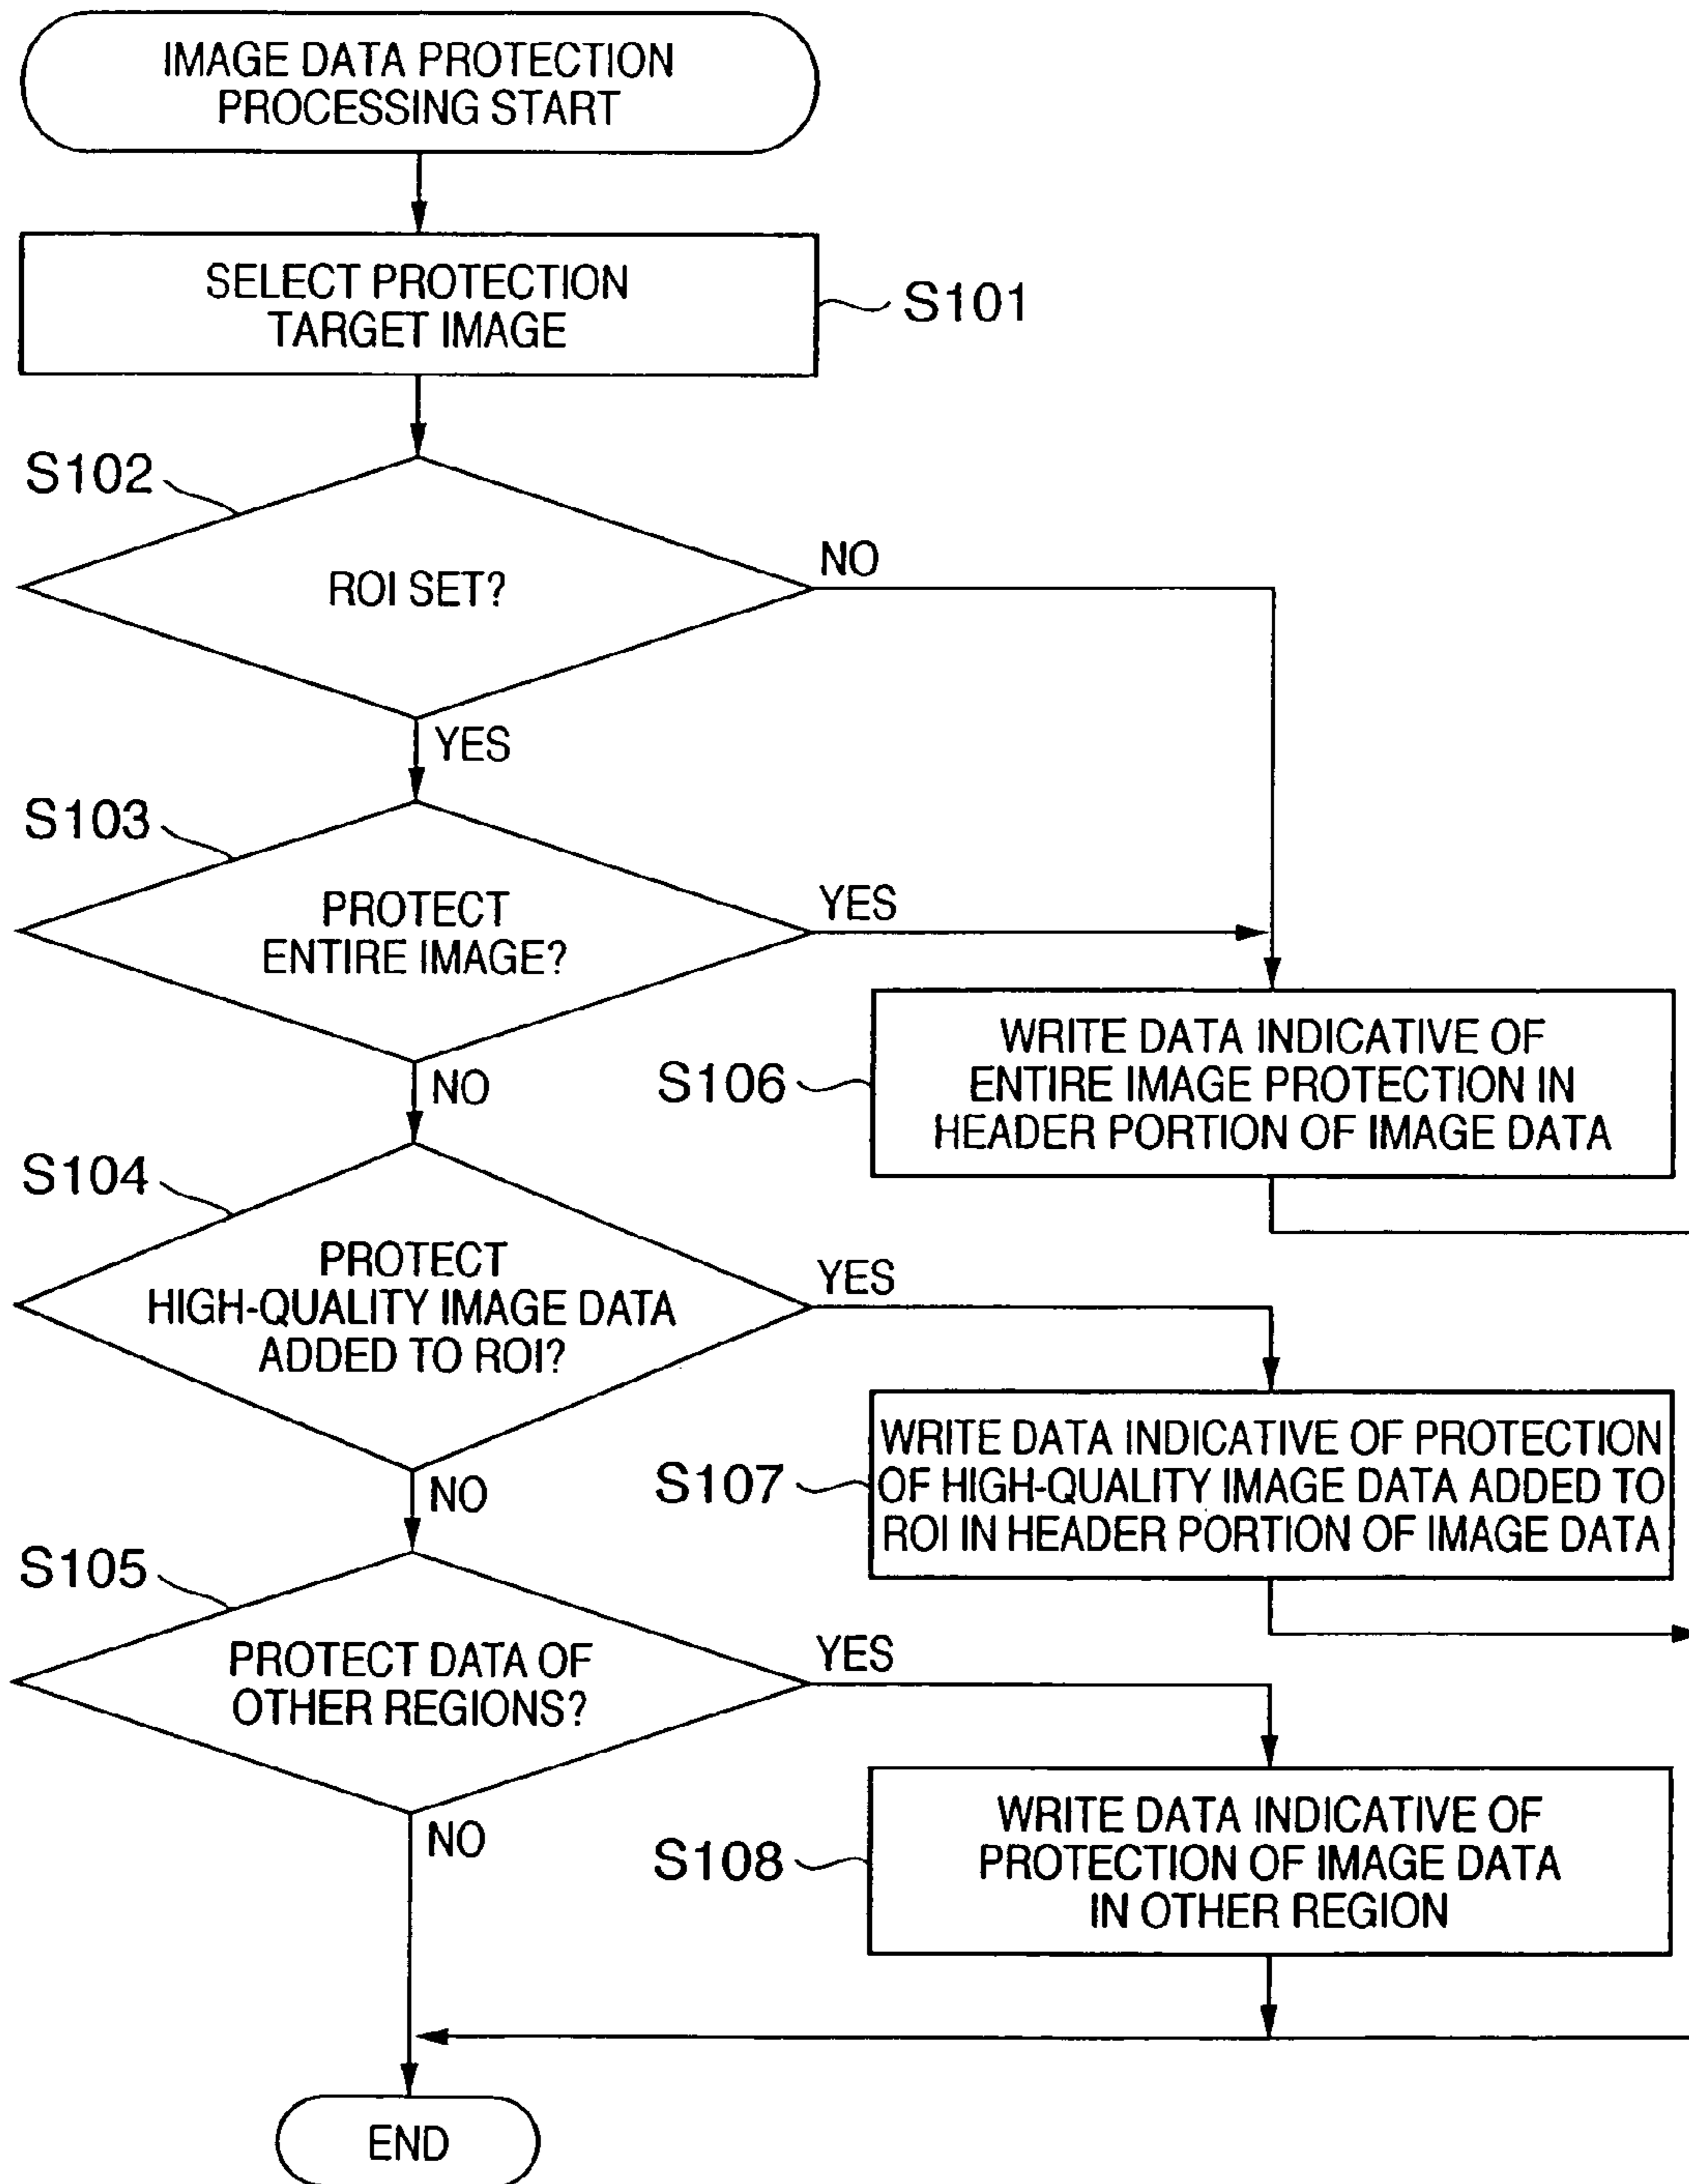 IMAGE DATA PROTECTION
PROCESSING START
SELECT PROTECTION
TARGET IMAGE
S101
S102
ROI SET?
NO
YES
S103
PROTECT
ENTIRE IMAGE?
YES
NO
S106
WRITE DATA INDICATIVE OF
ENTIRE IMAGE PROTECTION IN
HEADER PORTION OF IMAGE DATA
S104
PROTECT
HIGH-QUALITY IMAGE DATA
ADDED TO ROI?
YES
NO
S107
WRITE DATA INDICATIVE OF PROTECTION
OF HIGH-QUALITY IMAGE DATA ADDED TO
ROI IN HEADER PORTION OF IMAGE DATA
S105
PROTECT DATA OF
OTHER REGIONS?
YES
NO
S108
WRITE DATA INDICATIVE OF
PROTECTION OF IMAGE DATA
IN OTHER REGION
END